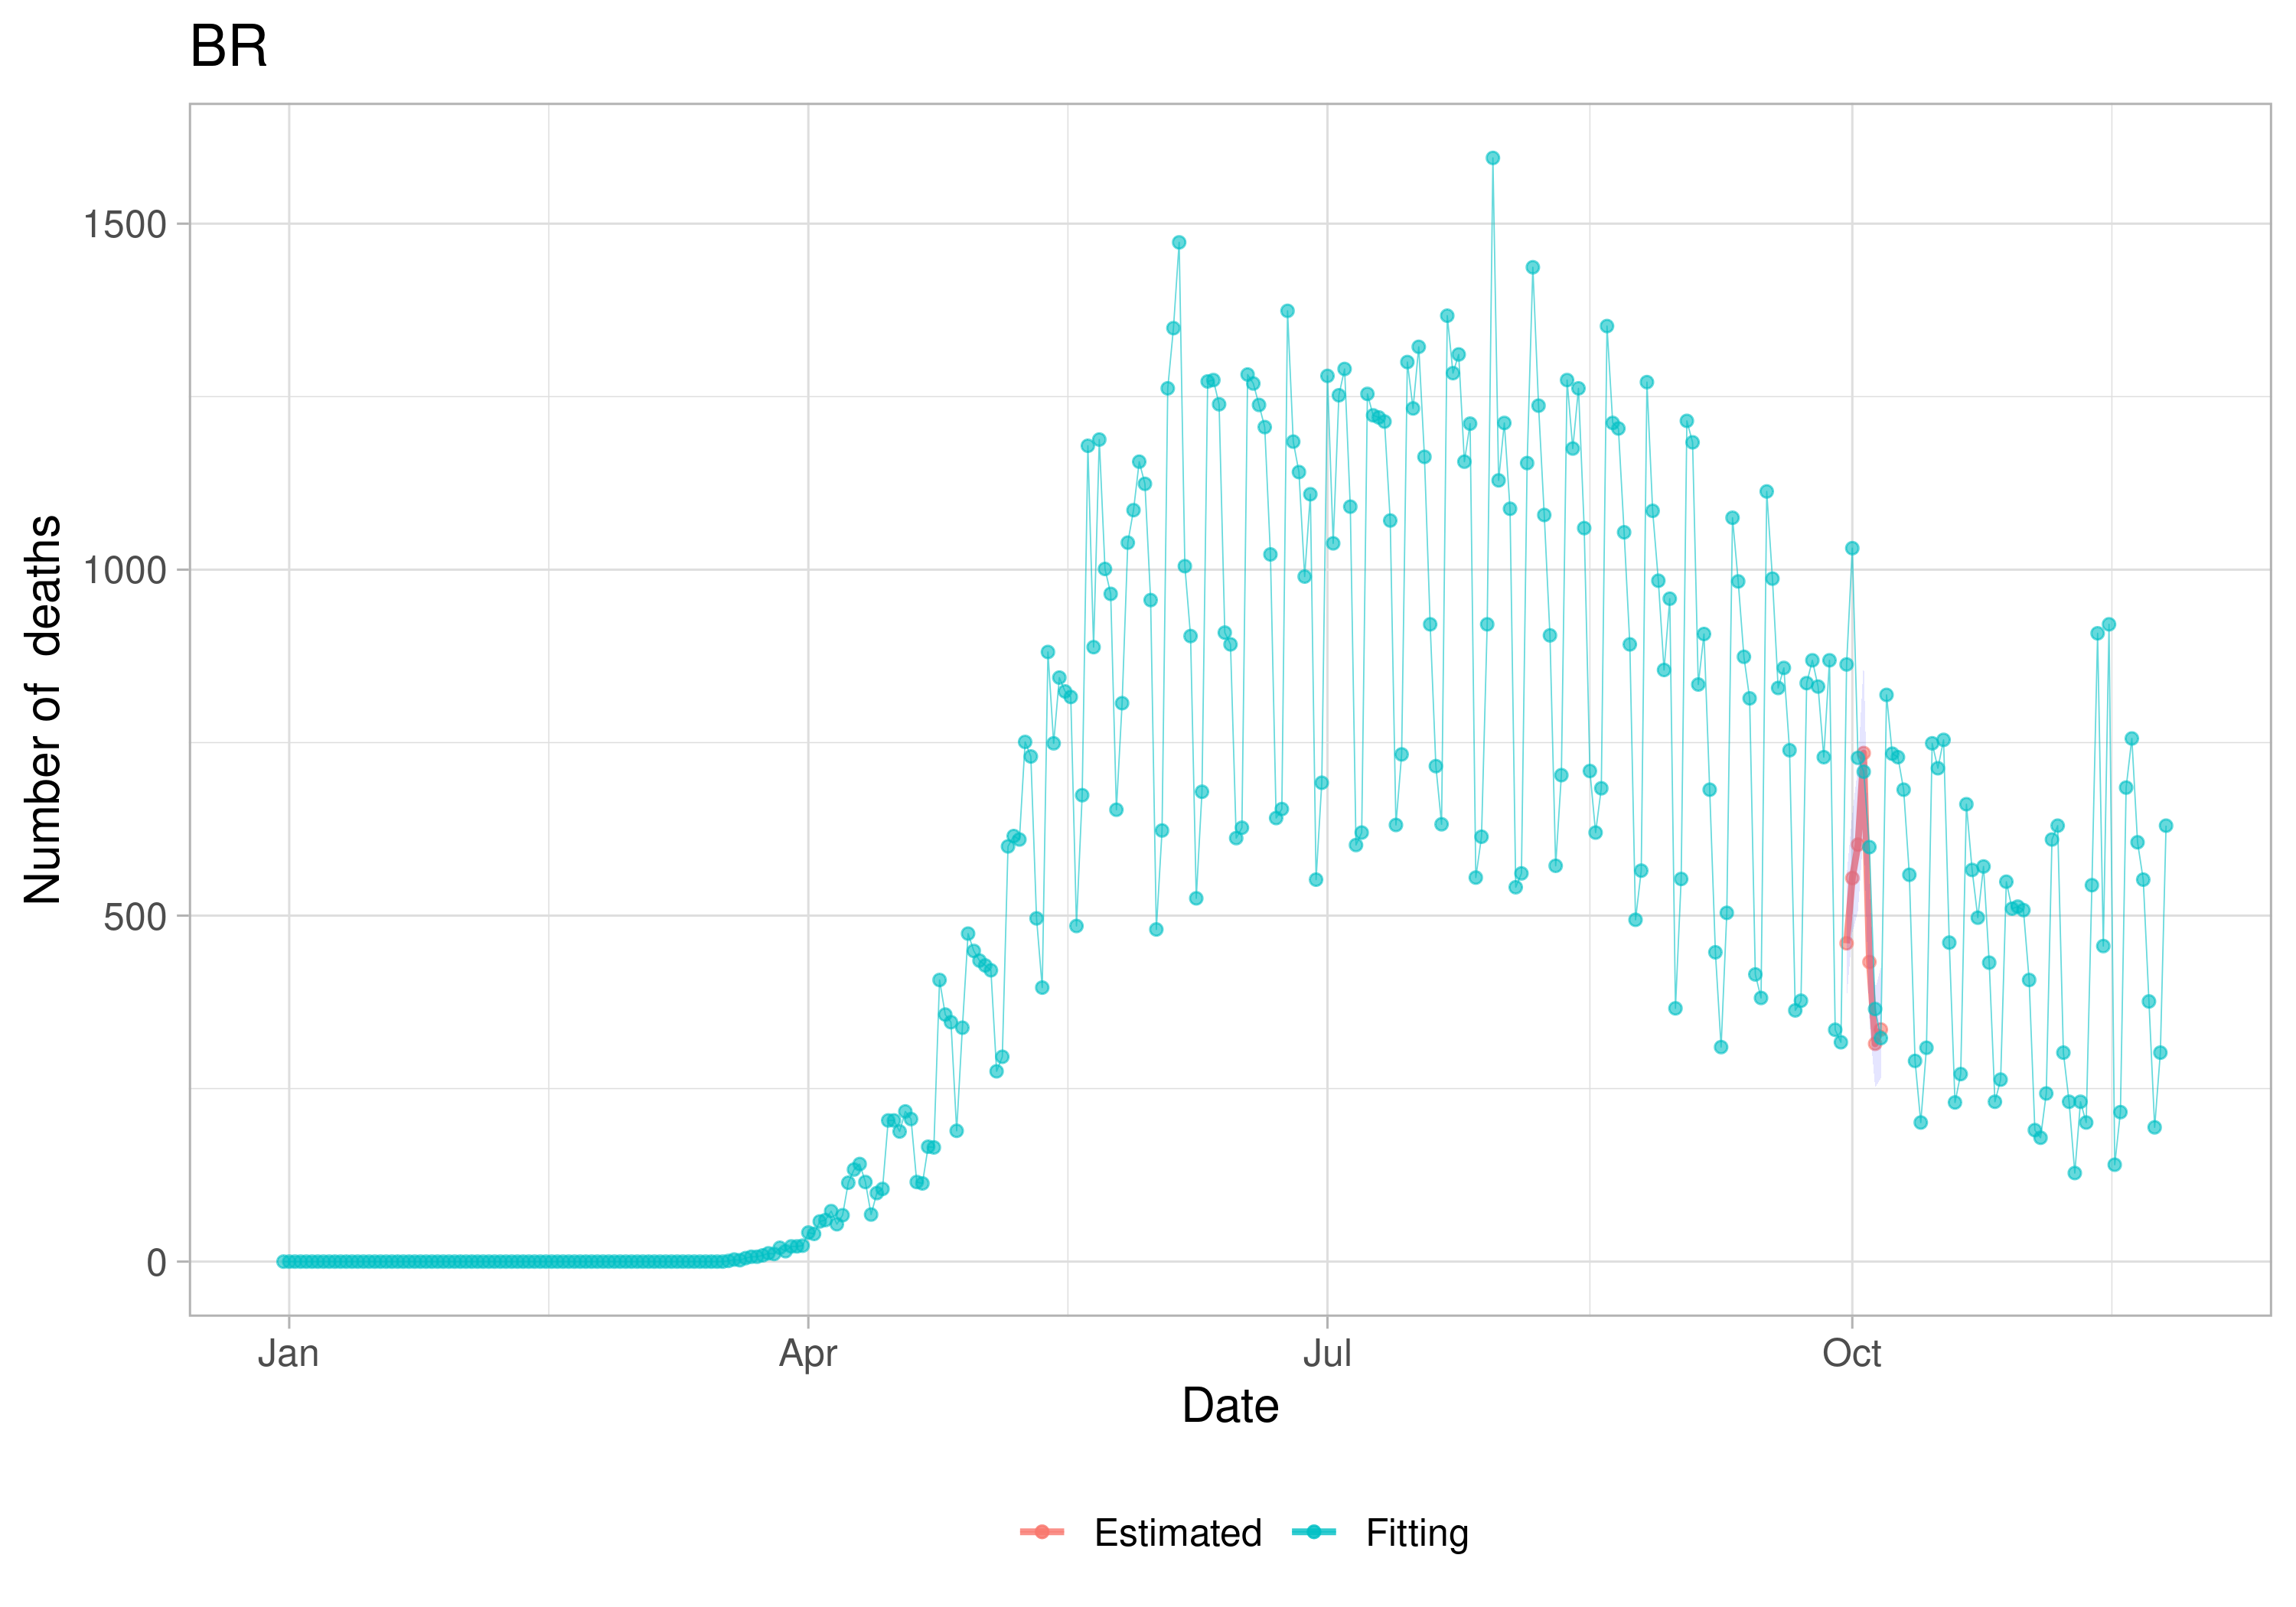 BR
1500
1000
500
0
Number of deaths
Jan
Apr
Jul
Oct
Date
Estimated
Fitting